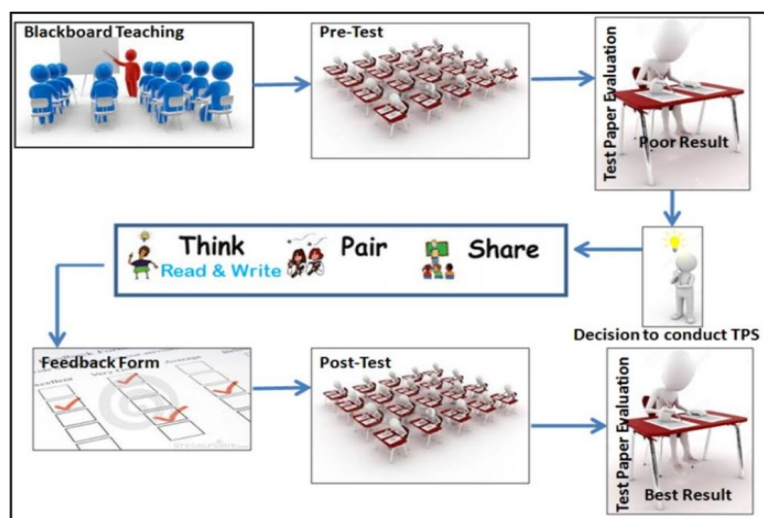 Blackboard Teaching
Pre-Test
Test Paper Evaluation
Poor Result
Think
Read & Write
Pair
Share
Decision to conduct TPS
Feedback Form
Post-Test
Test Paper Evaluation
Best Result